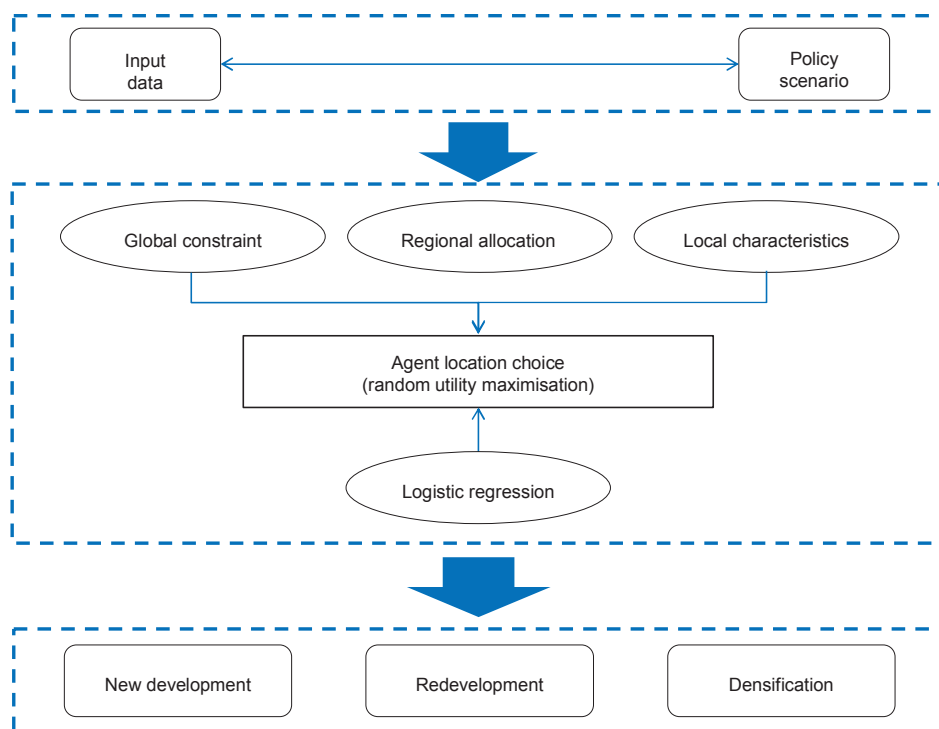 Input
data
Policy
scenario
Global constraint
Regional allocation
Local characteristics
Agent location choice
(random utility maximisation)
Logistic regression
New development
Redevelopment
Densification